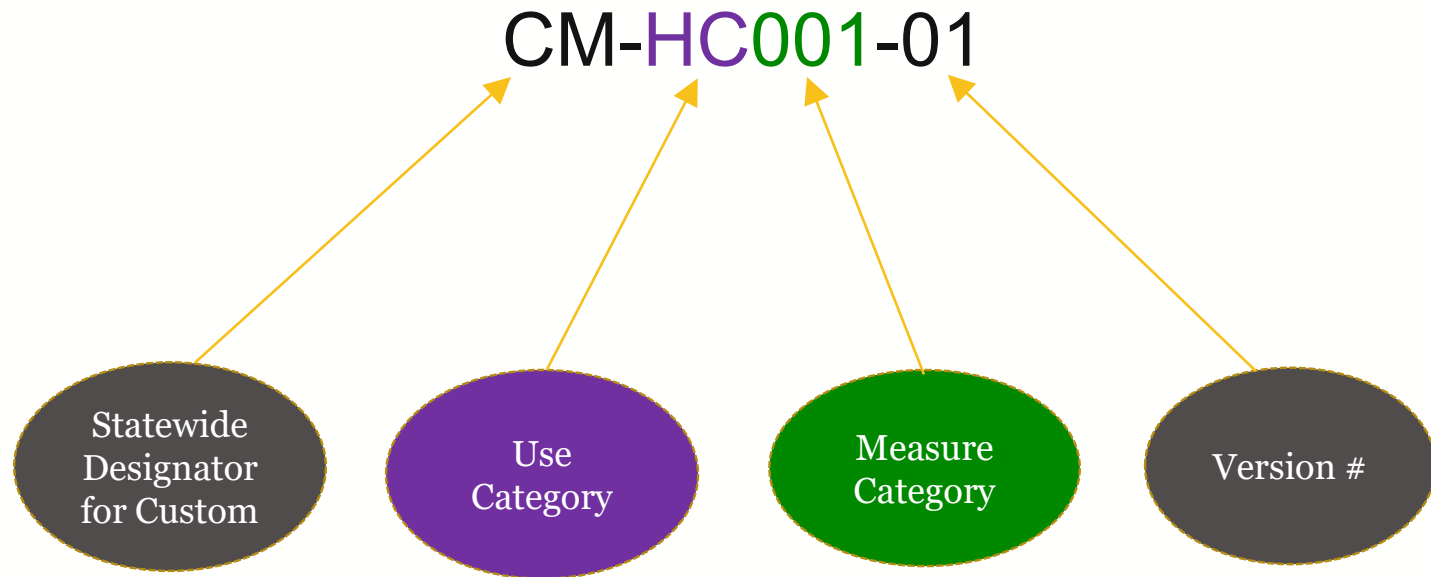 CM-HC001-01
Statewide
Designator
for Custom
Use
Category
Measure
Category
Version #